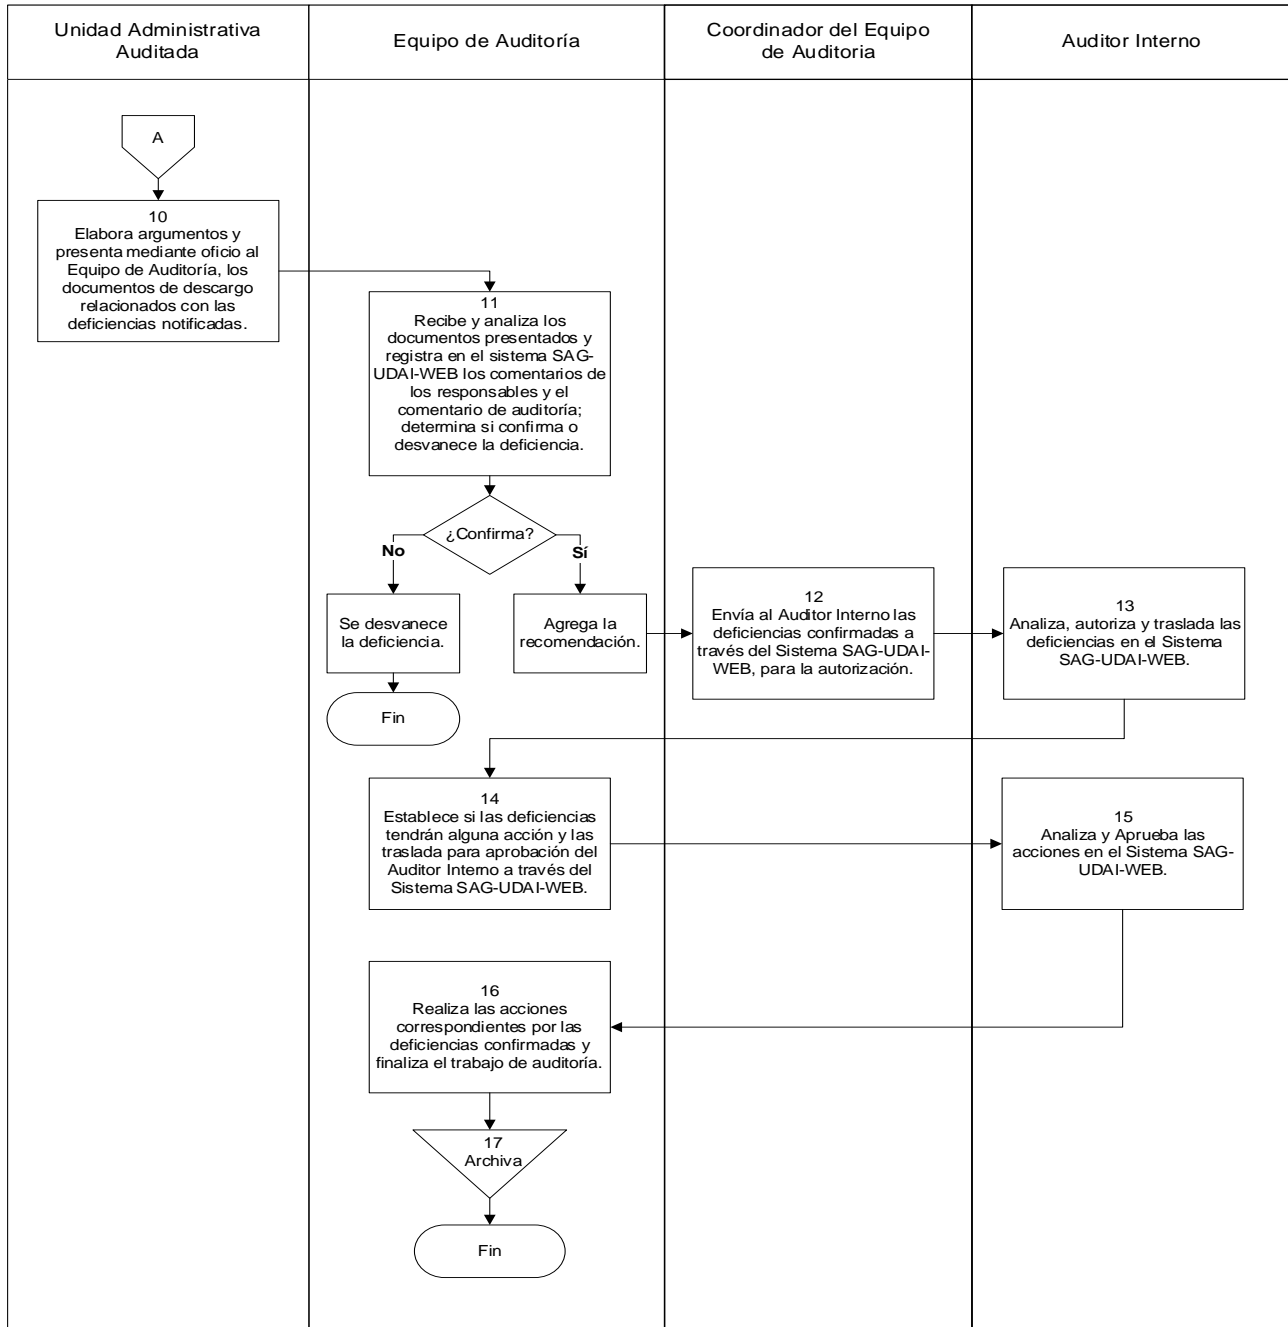 Unidad Administrativa
Auditada
Equipo de Auditoría
Coordinador del Equipo
de Auditoria
Auditor Interno
A
10
Elabora argumentos y
presenta mediante oficio al
Equipo de Auditoría, los
documentos de descargo
relacionados con las
deficiencias notificadas.
11
Recibe y analiza los
documentos presentados y
registra en el sistema SAG-
UDAI-WEB los comentarios de
los responsables y el
comentario de auditoría;
determina si confirma o
desvanece la deficiencia.
¿Confirma?
No
Sí
Se desvanece
la deficiencia.
Agrega la
recomendación.
12
Envía al Auditor Interno las
deficiencias confirmadas a
través del Sistema SAG-UDAI-
WEB, para la autorización.
13
Analiza, autoriza y traslada las
deficiencias en el Sistema
SAG-UDAI-WEB.
Fin
14
Establece si las deficiencias
tendrán alguna acción y las
traslada para aprobación del
Auditor Interno a través del
Sistema SAG-UDAI-WEB.
15
Analiza y Aprueba las
acciones en el Sistema SAG-
UDAI-WEB.
16
Realiza las acciones
correspondientes por las
deficiencias confirmadas y
finaliza el trabajo de auditoría.
17
Archiva
Fin